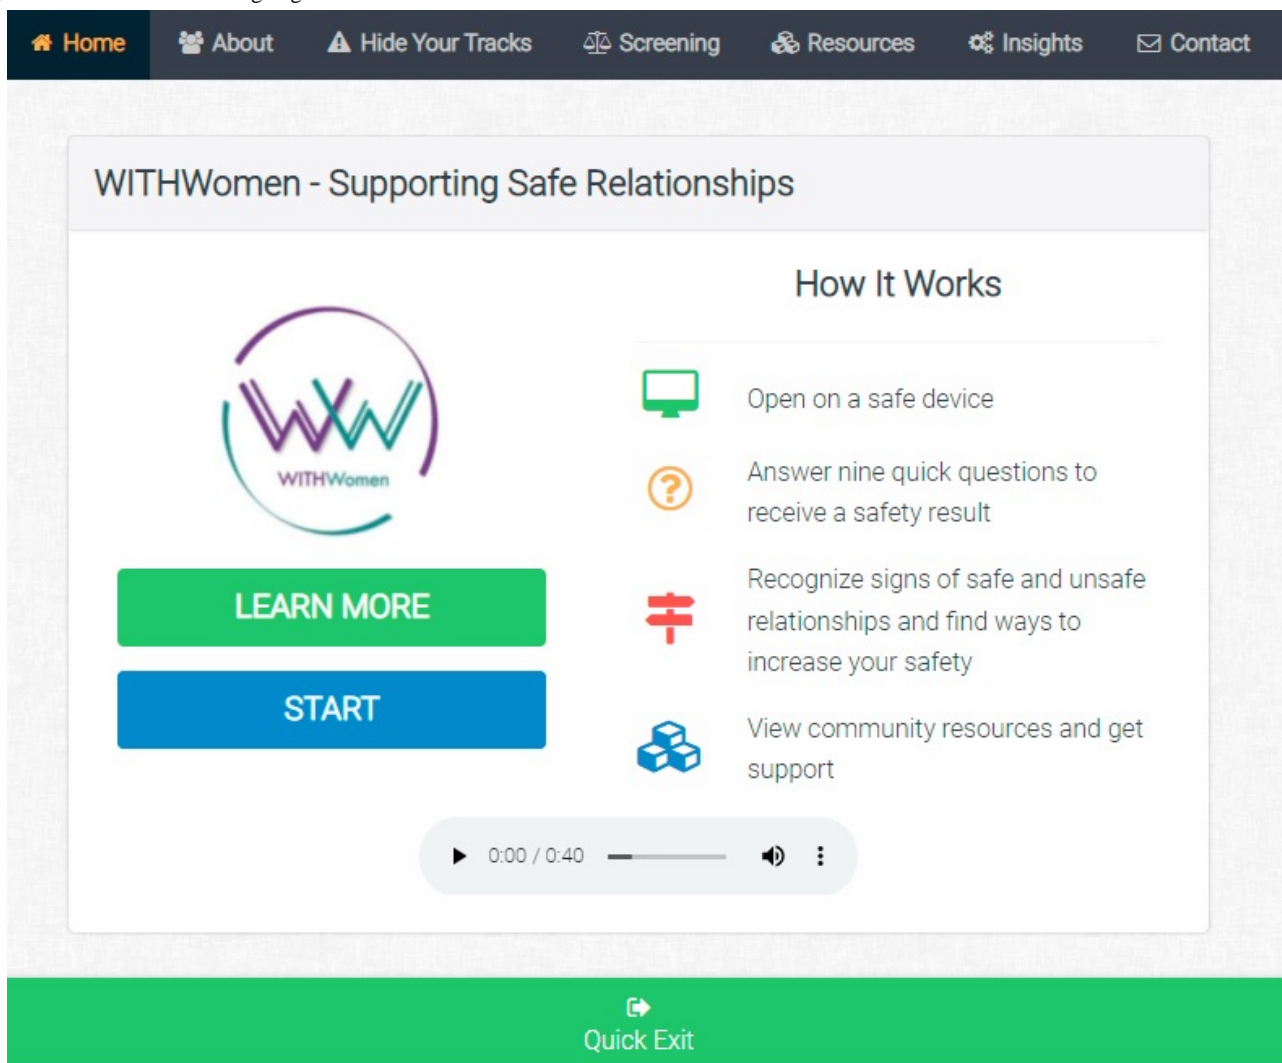 Home About Hide Your Tracks Screening Resources Insights Contact
WITHWomen - Supporting Safe Relationships
WW
WITHWomen
LEARN MORE
START
How It Works
Open on a safe device
Answer nine quick questions to
receive a safety result
Recognize signs of safe and unsafe
relationships and find ways to
increase your safety
View community resources and get
support
0:00 / 0:40
Quick Exit